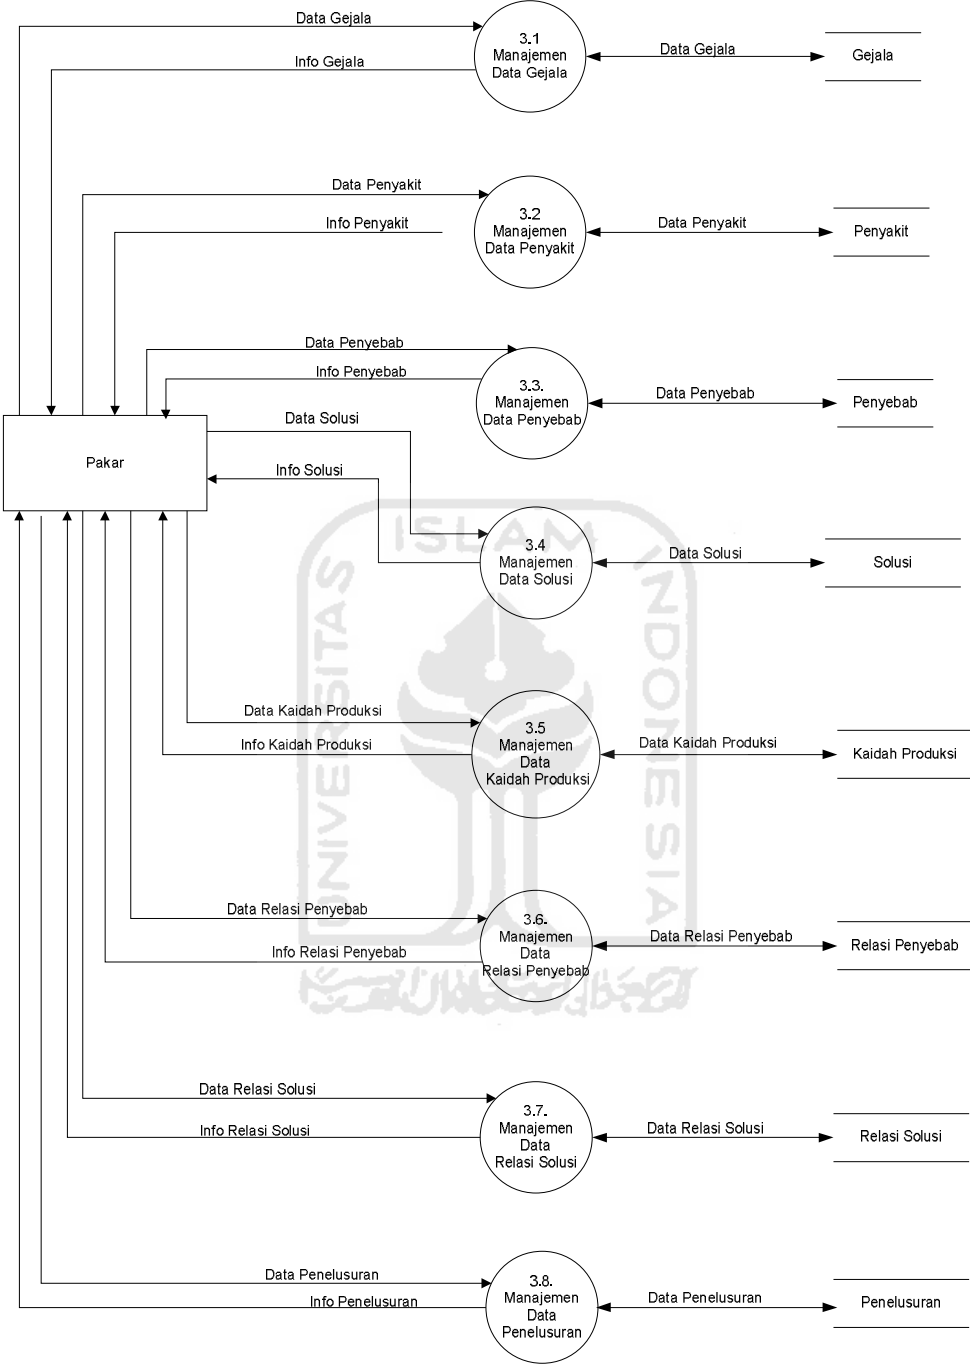 Data Gejala
3.1
Manajemen
Data Gejala
Data Gejala
Gejala
Info Gejala
Data Penyakit
3.2
Manajemen
Data Penyakit
Info Penyakit
Data Penyakit
Penyakit
Data Penyebab
Info Penyebab
3.3.
Manajemen
Data Penyebab
Data Penyebab
Penyebab
Pakar
Data Solusi
Info Solusi
3.4
Manajemen
Data Solusi
Data Solusi
Solusi
Data Kaidah Produksi
Info Kaidah Produksi
3.5
Manajemen
Data
Kaidah Produksi
Data Kaidah Produksi
Kaidah Produksi
Data Relasi Penyebab
Info Relasi Penyebab
3.6.
Manajemen
Data
Relasi Penyebab
Data Relasi Penyebab
Relasi Penyebab
Data Relasi Solusi
Info Relasi Solusi
3.7.
Manajemen
Data
Relasi Solusi
Data Relasi Solusi
Relasi Solusi
Data Penelusuran
Info Penelusuran
3.8.
Manajemen
Data
Penelusuran
Data Penelusuran
Penelusuran
UNIVERSITAS
ISLAM
INDONESIA